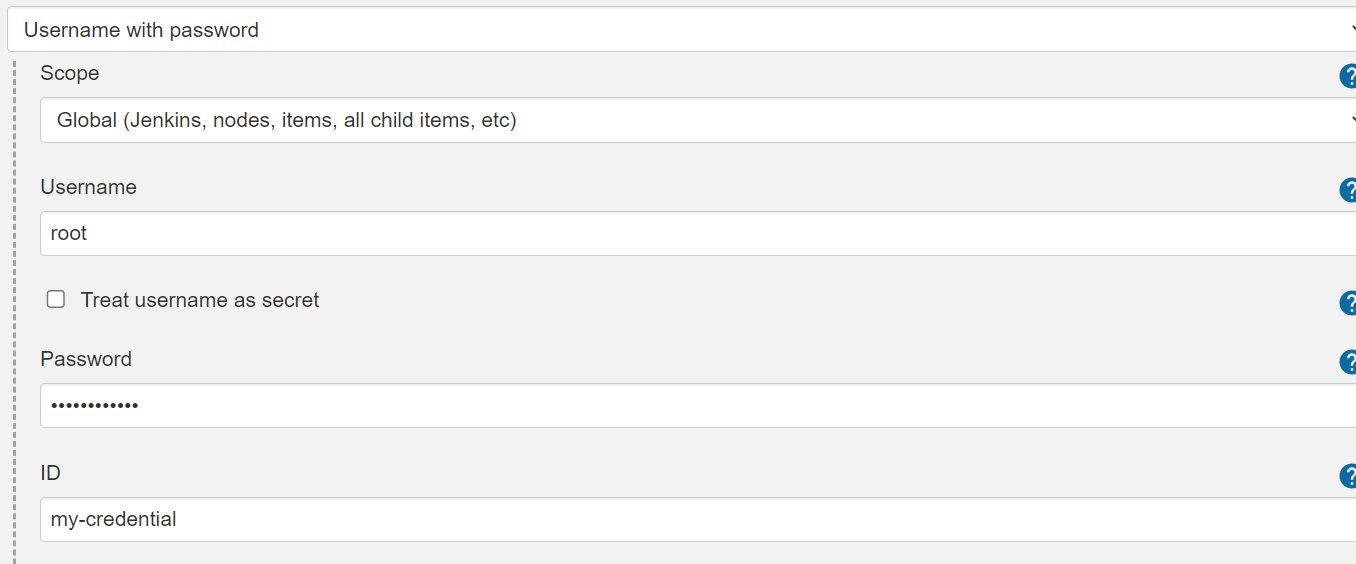 Username with password
Scope
?
Global (Jenkins, nodes, items, all child items, etc)
Username
?
root
Treat username as secret
?
Password
?
••••••••••••
ID
?
my-credential